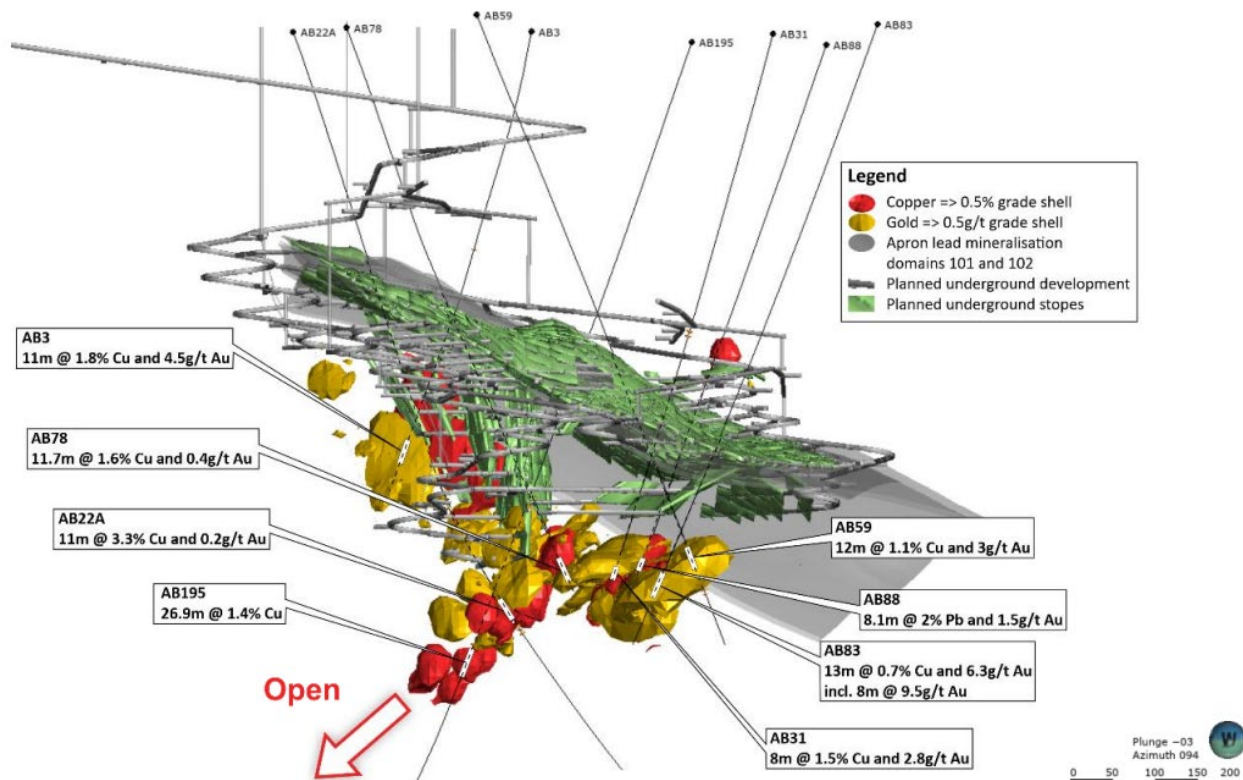 AB22A
AB78
AB59
AB3
AB195
AB31
AB88
AB83
Legend
Copper => 0.5% grade shell
Gold => 0.5g/t grade shell
Apron lead mineralisation
domains 101 and 102
Planned underground development
Planned underground stopes
AB3
11m @ 1.8% Cu and 4.5g/t Au
AB78
11.7m @ 1.6% Cu and 0.4g/t Au
AB22A
11m @ 3.3% Cu and 0.2g/t Au
AB195
26.9m @ 1.4% Cu
Open
AB59
12m @ 1.1% Cu and 3g/t Au
AB88
8.1m @ 2% Pb and 1.5g/t Au
AB83
13m @ 0.7% Cu and 6.3g/t Au
incl. 8m @ 9.5g/t Au
AB31
8m @ 1.5% Cu and 2.8g/t Au
Plunge −03
Azimuth 094
W
0 50 100 150 200